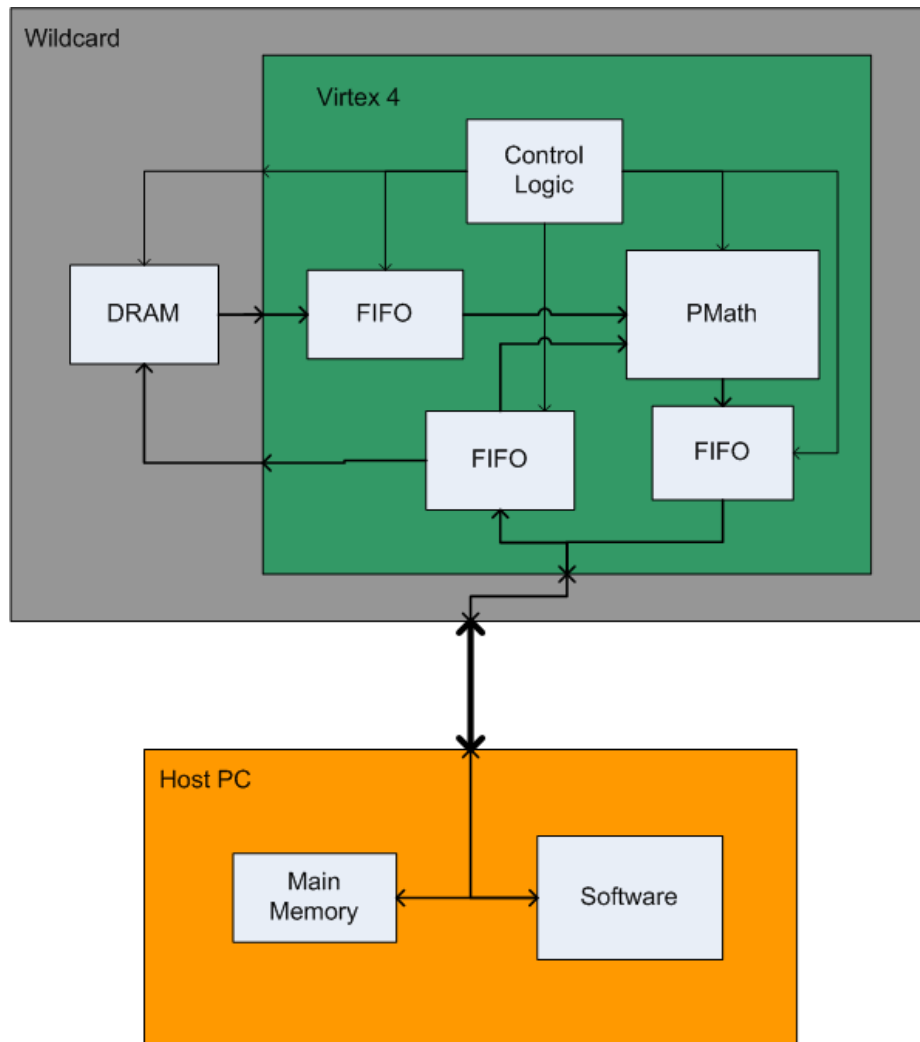 Wildcard
Virtex 4
Control
Logic
DRAM
FIFO
PMath
FIFO
FIFO
Host PC
Main
Memory
Software